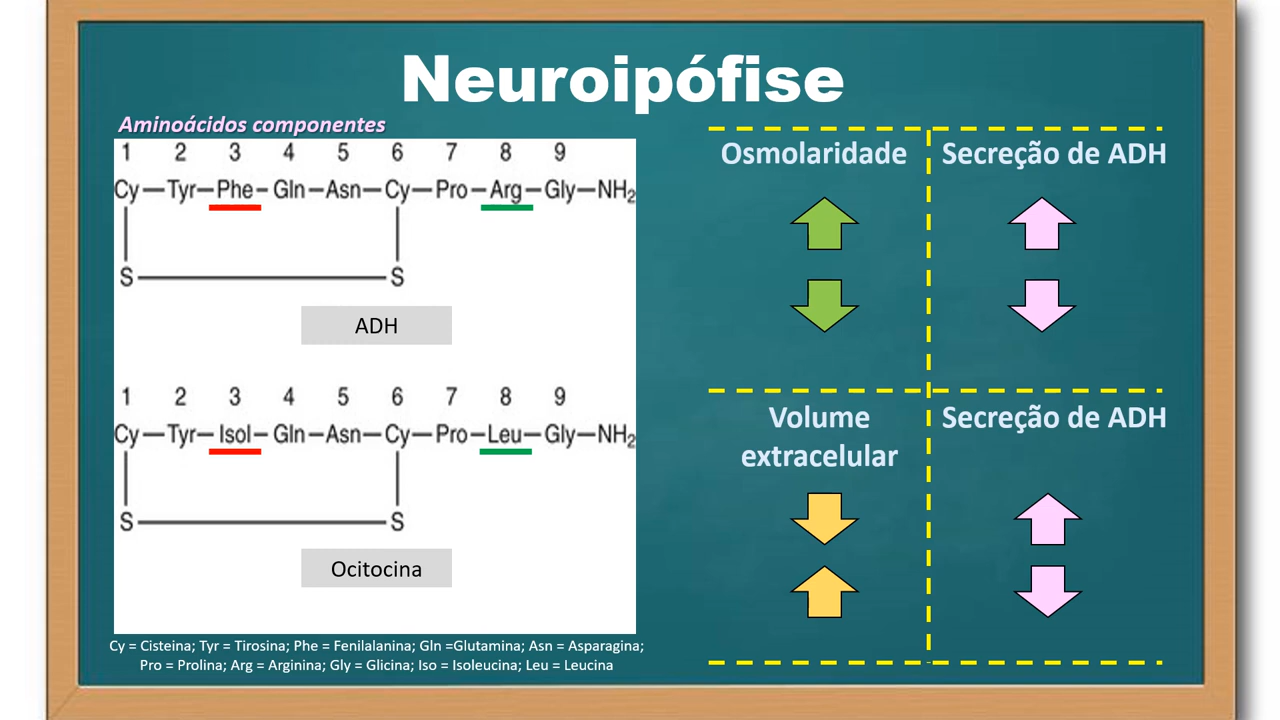 Neuroipófise
Aminoácidos componentes
1 2 3 4 5 6 7 8 9
Cy—Tyr—Phe—Gln—Asn—Cy—Pro—Arg—Gly—NH₂
S S
ADH
1 2 3 4 5 6 7 8 9
Cy—Tyr—Isol—Gln—Asn—Cy—Pro—Leu—Gly—NH₂
S S
Ocitocina
Cy = Cisteina; Tyr = Tirosina; Phe = Fenilalanina; Gln =Glutamina; Asn = Asparagina;
Pro = Prolina; Arg = Arginina; Gly = Glicina; Iso = Isoleucina; Leu = Leucina
Osmolaridade
Secreção de ADH
Volume
extracelular
Secreção de ADH